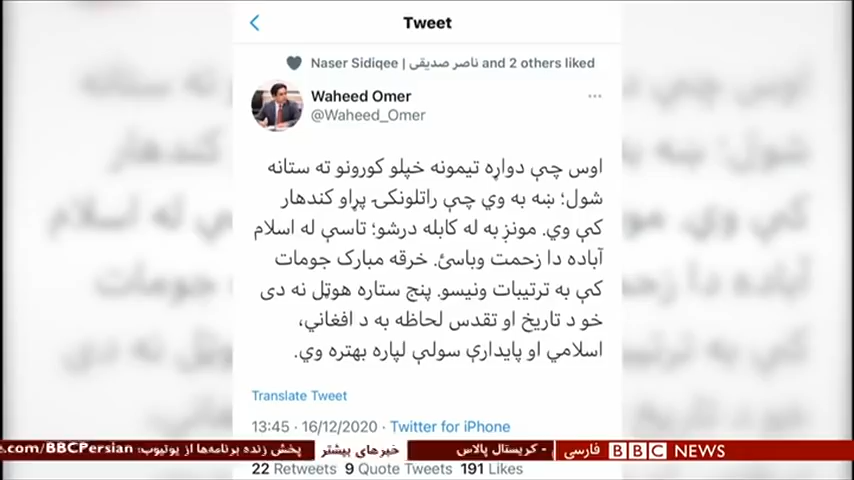 Tweet
Naser Sidiqee | ناصر صدیقی and 2 others liked
Waheed Omer
@Waheed_Omer
اوس چې دواړه تیمونه خپلو کورونو ته ستانه
شول؛ ښه به وي چې راتلونکۍ پړاو کندهار
کې وي. مونږ به له کابله درشو؛ تاسې له اسلام
آباده دا زحمت وباسئ. خرقه مبارک جومات
کې به ترتیبات ونیسو. پنج ستاره هوټل نه دی
خو د تاریخ او تقدس لحاظه به د افغاني،
اسلامي او پایدارې سولې لپاره بهتره وي.
Translate Tweet
13:45 · 16/12/2020 · Twitter for iPhone
پخش زنده برنامه‌ها از یوتیوب: e.com/BBCPersian
خبرهای بیشتر
- کریستال پالاس
فارسی BBC NEWS
22 Retweets 9 Quote Tweets 191 Likes